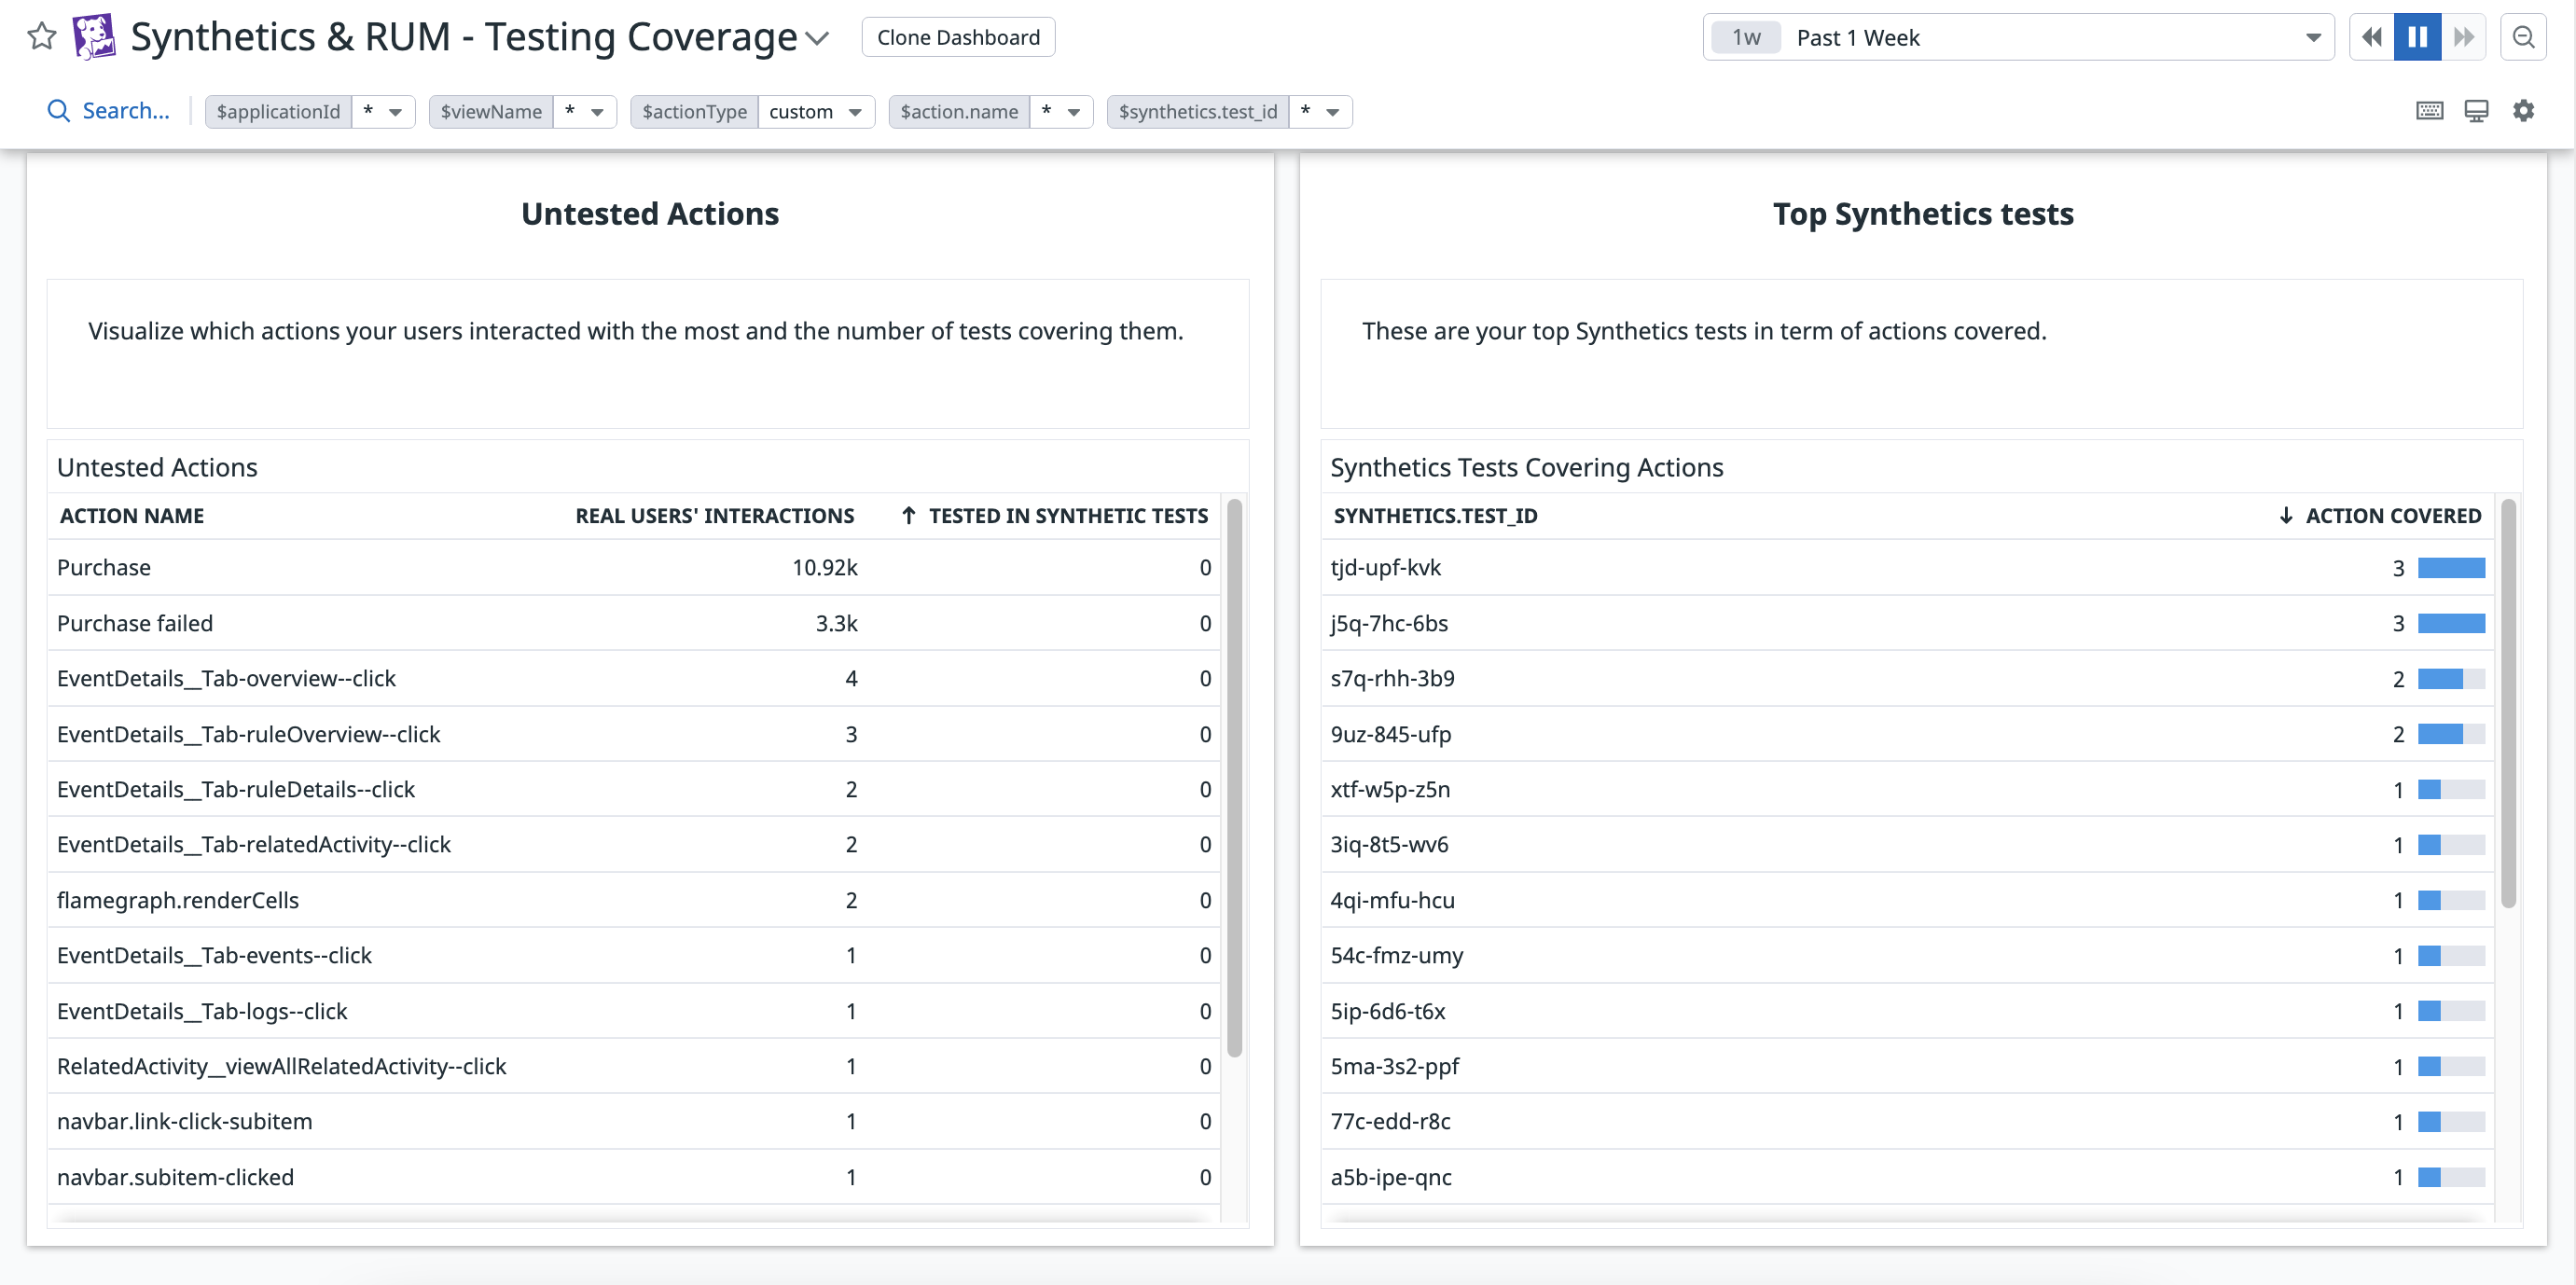 Synthetics & RUM - Testing Coverage
Clone Dashboard
1w Past 1 Week
Search...
$applicationId *
$viewName *
$actionType custom
$action.name *
$synthetics.test_id *
Untested Actions
Visualize which actions your users interacted with the most and the number of tests covering them.
Untested Actions
ACTION NAME REAL USERS' INTERACTIONS ↑ TESTED IN SYNTHETIC TESTS
Purchase 10.92k 0
Purchase failed 3.3k 0
EventDetails__Tab-overview--click 4 0
EventDetails__Tab-ruleOverview--click 3 0
EventDetails__Tab-ruleDetails--click 2 0
EventDetails__Tab-relatedActivity--click 2 0
flamegraph.renderCells 2 0
EventDetails__Tab-events--click 1 0
EventDetails__Tab-logs--click 1 0
RelatedActivity__viewAllRelatedActivity--click 1 0
navbar.link-click-subitem 1 0
navbar.subitem-clicked 1 0
Top Synthetics tests
These are your top Synthetics tests in term of actions covered.
Synthetics Tests Covering Actions
SYNTHETICS.TEST_ID ↓ ACTION COVERED
tjd-upf-kvk 3
j5q-7hc-6bs 3
s7q-rhh-3b9 2
9uz-845-ufp 2
xtf-w5p-z5n 1
3iq-8t5-wv6 1
4qi-mfu-hcu 1
54c-fmz-umy 1
5ip-6d6-t6x 1
5ma-3s2-ppf 1
77c-edd-r8c 1
a5b-ipe-qnc 1